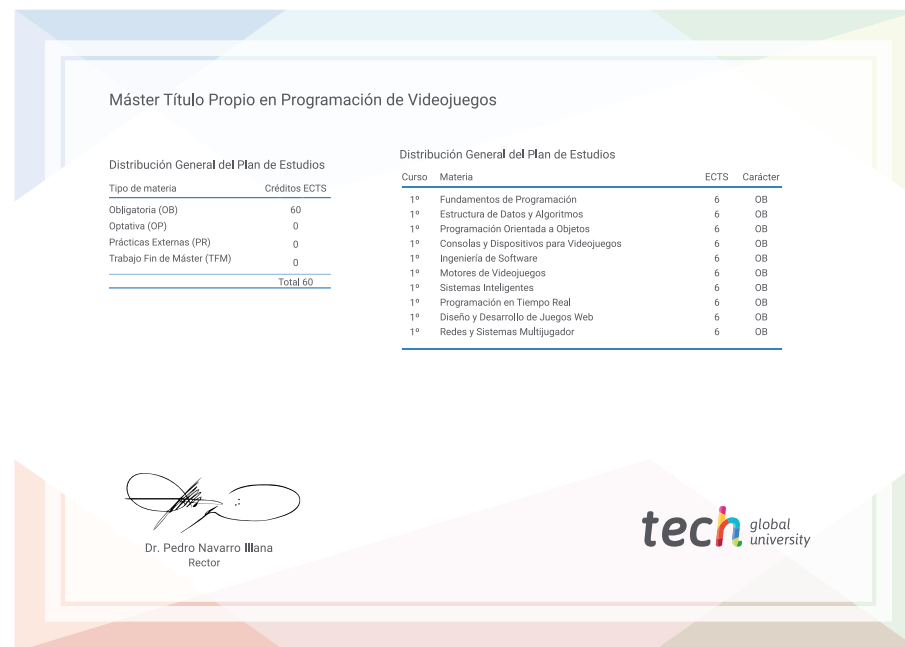 Máster Título Propio en Programación de Videojuegos
Distribución General del Plan de Estudios
Tipo de materia Créditos ECTS
Obligatoria (OB) 60
Optativa (OP) 0
Prácticas Externas (PR) 0
Trabajo Fin de Máster (TFM) 0
Total 60
Distribución General del Plan de Estudios
Curso Materia ECTS Carácter
1º Fundamentos de Programación 6 OB
1º Estructura de Datos y Algoritmos 6 OB
1º Programación Orientada a Objetos 6 OB
1º Consolas y Dispositivos para Videojuegos 6 OB
1º Ingeniería de Software 6 OB
1º Motores de Videojuegos 6 OB
1º Sistemas Inteligentes 6 OB
1º Programación en Tiempo Real 6 OB
1º Diseño y Desarrollo de Juegos Web 6 OB
1º Redes y Sistemas Multijugador 6 OB
Dr. Pedro Navarro Illana
Rector
tech global
university